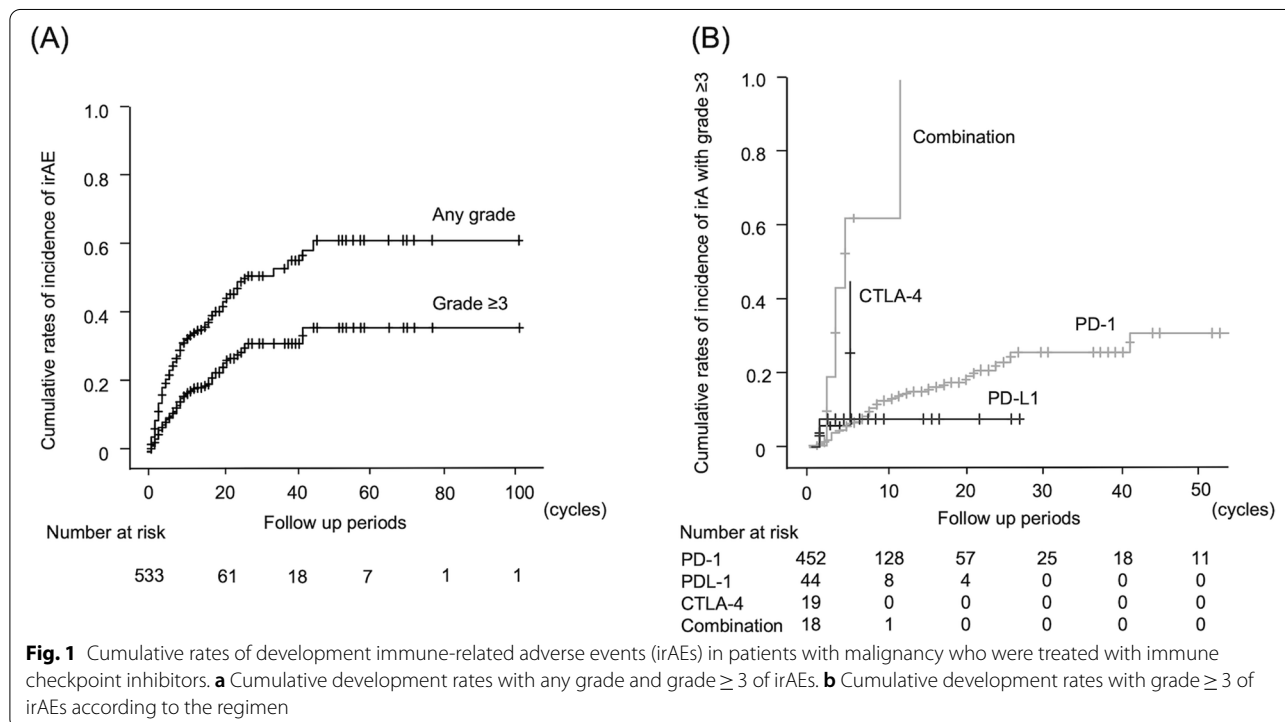 (A)
Cumulative rates of incidence of irAE
1.0
0.8
0.6
0.4
0.2
0
Any grade
Grade ≥3
0 20 40 60 80 100
(cycles)
Follow up periods
Number at risk
533 61 18 7 1 1
(B)
Cumulative rates of incidence of irA with grade ≥3
1.0
0.8
0.6
0.4
0.2
0
Combination
CTLA-4
PD-1
PD-L1
0 10 20 30 40 50
(cycles)
Follow up periods
Number at risk
PD-1 452 128 57 25 18 11
PDL-1 44 8 4 0 0 0
CTLA-4 19 0 0 0 0 0
Combination 18 1 0 0 0 0
Fig. 1 Cumulative rates of development immune-related adverse events (irAEs) in patients with malignancy who were treated with immune
checkpoint inhibitors. a Cumulative development rates with any grade and grade ≥ 3 of irAEs. b Cumulative development rates with grade ≥ 3 of
irAEs according to the regimen